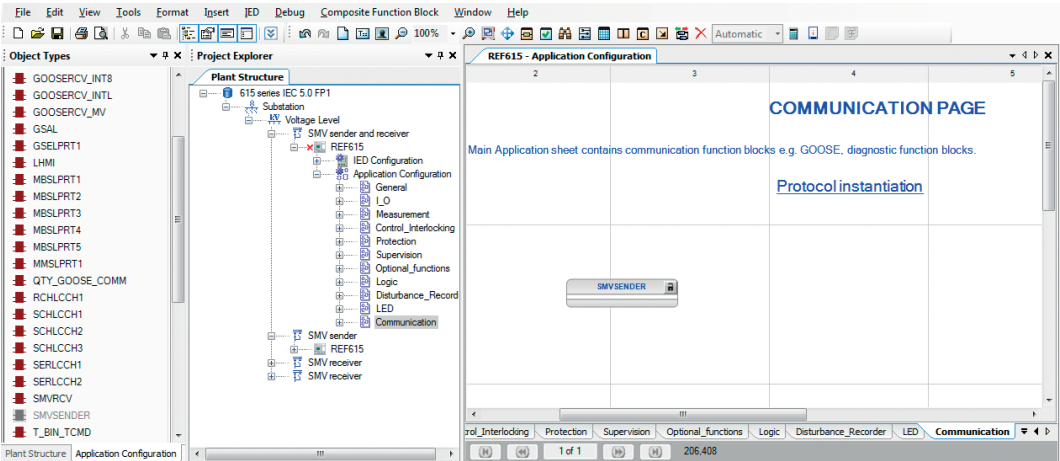 File Edit View Tools Format Insert IED Debug Composite Function Block Window Help
100% Automatic
Object Types
GOOSERCV_INT8
GOOSERCV_INTL
GOOSERCV_MV
GSAL
GSELPRT1
LHMI
MBSLPRT1
MBSLPRT2
MBSLPRT3
MBSLPRT4
MBSLPRT5
MMSLPRT1
QTY_GOOSE_COMM
RCHLCCH1
SCHLCCH1
SCHLCCH2
SCHLCCH3
SERLCCH1
SERLCCH2
SMVRCV
SMVSENDER
T_BIN_TCMD
Plant Structure Application Configuration
Project Explorer
Plant Structure
615 series IEC 5.0 FP1
Substation
Voltage Level
SMV sender and receiver
REF615
IED Configuration
Application Configuration
General
I_O
Measurement
Control_Interlocking
Protection
Supervision
Optional_functions
Logic
Disturbance_Record
LED
Communication
SMV sender
REF615
SMV receiver
SMV receiver
REF615 - Application Configuration
2 3 4 5
COMMUNICATION PAGE
Main Application sheet contains communication function blocks e.g. GOOSE, diagnostic function blocks.
Protocol instantiation
SMVSENDER
rol_Interlocking Protection Supervision Optional_functions Logic Disturbance_Recorder LED Communication
1 of 1 206,408